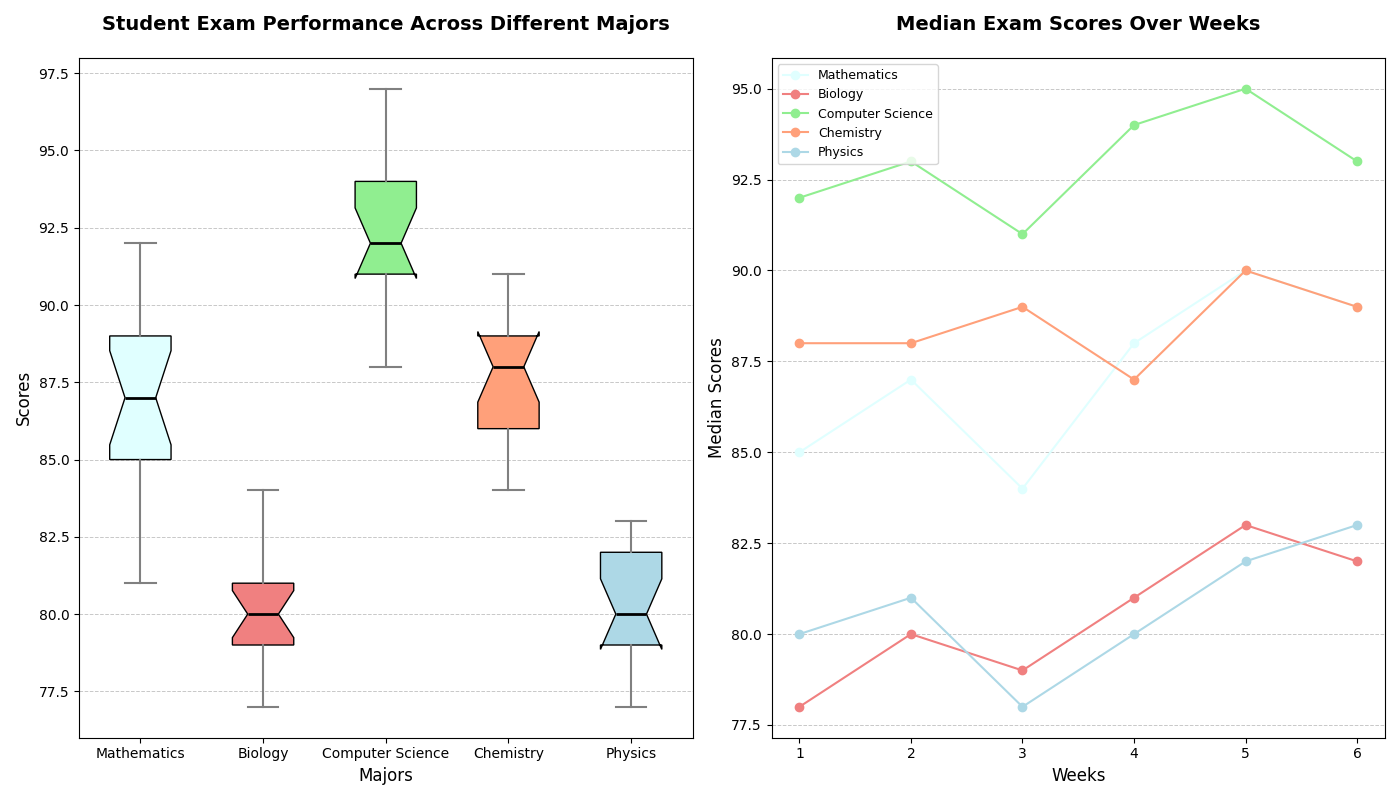 Student Exam Performance Across Different Majors
Scores
97.5
95.0
92.5
90.0
87.5
85.0
82.5
80.0
77.5
Mathematics Biology Computer Science Chemistry Physics
Majors
Median Exam Scores Over Weeks
Mathematics
Biology
Computer Science
Chemistry
Physics
Median Scores
95.0
92.5
90.0
87.5
85.0
82.5
80.0
77.5
1 2 3 4 5 6
Weeks